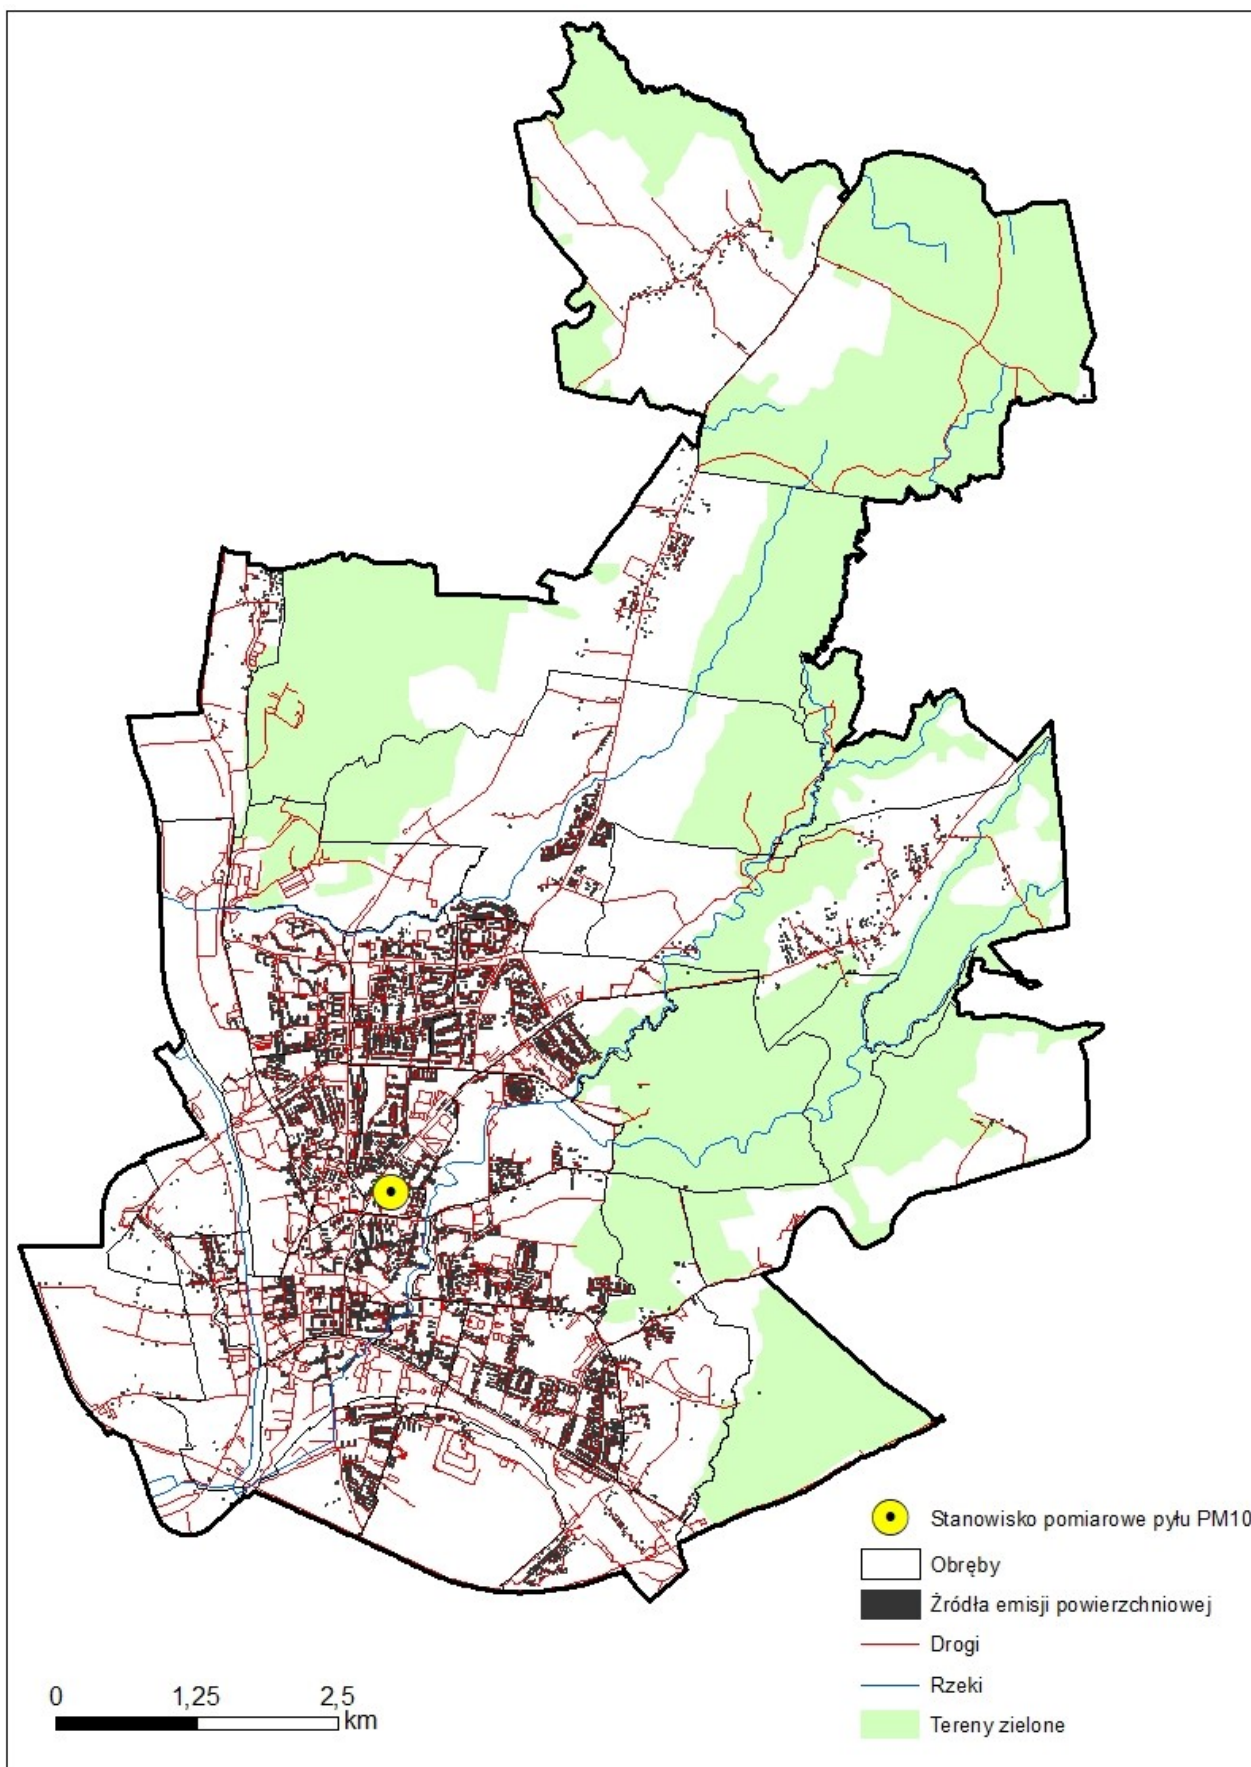 Stanowisko pomiarowe pyłu PM10
Obręby
Źródła emisji powierzchniowej
Drogi
Rzeki
Tereny zielone
0 1,25 2,5
km